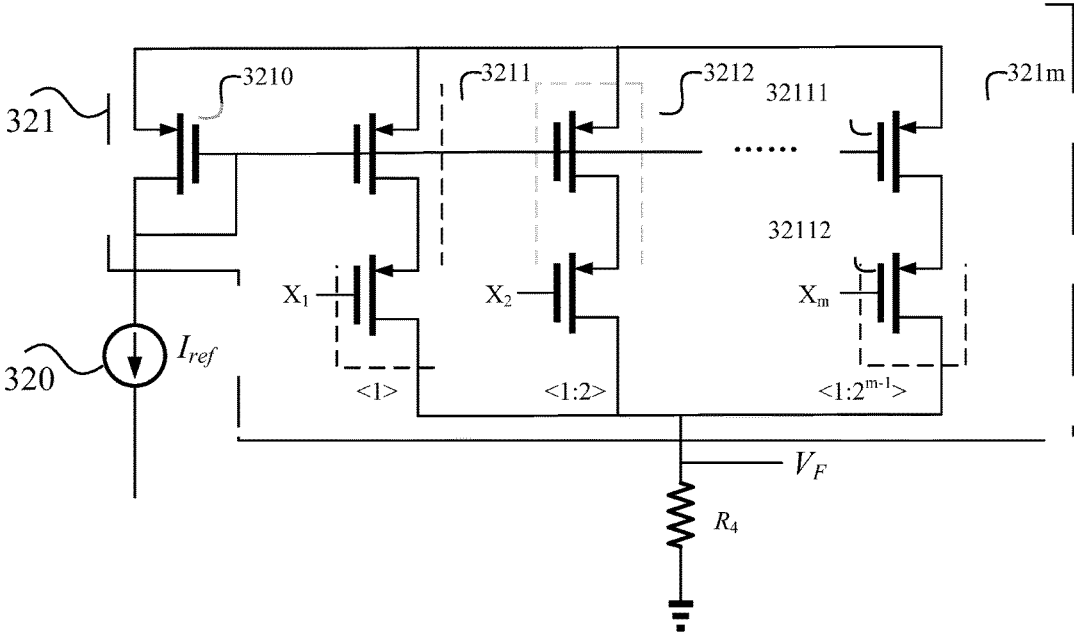 3210
3211
3212
32111
321m
321
......
32112
X1
X2
Xm
Iref
320
<1>
<1:2>
<1:2^m-1>
VF
R4